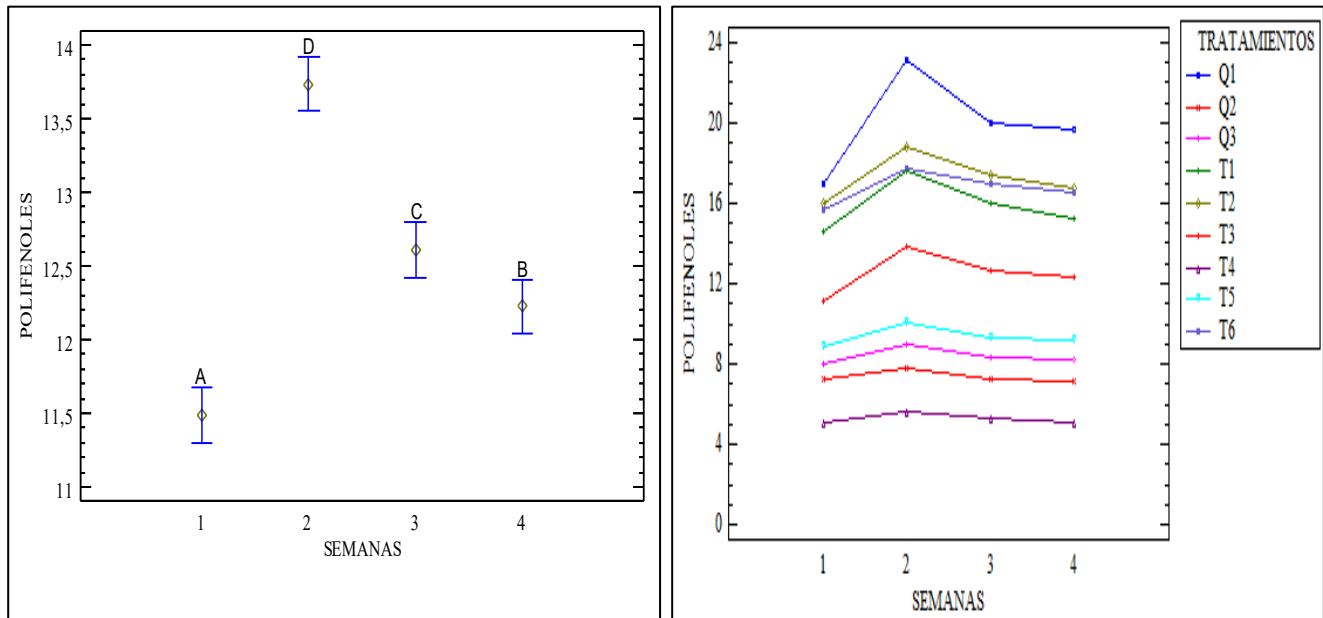 POLIFENOLES
14
13,5
13
12,5
12
11,5
11
A
D
C
B
1 2 3 4
SEMANAS
POLIFENOLES
24
20
16
12
8
4
0
1 2 3 4
SEMANAS
TRATAMIENTOS
Q1
Q2
Q3
T1
T2
T3
T4
T5
T6